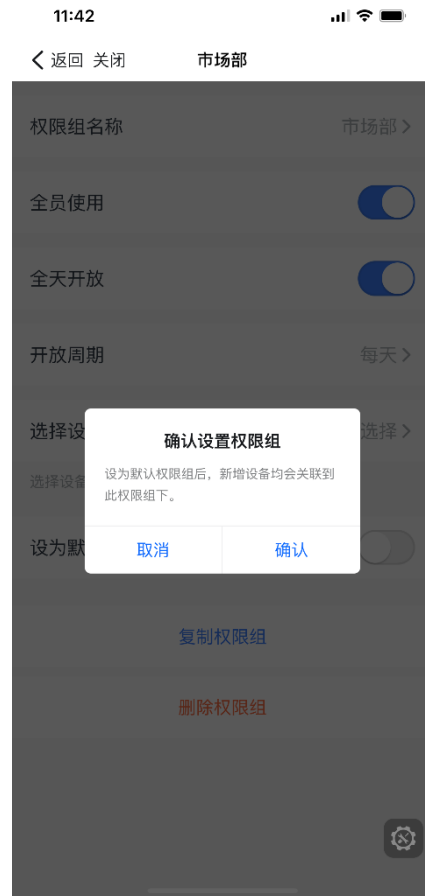 11:42
返回 关闭 市场部
权限组名称 市场部
全员使用
全天开放
开放周期 每天
选择设 选择
选择设备
确认设置权限组
设为默认权限组后，新增设备均会关联到
此权限组下。
设为默
取消 确认
复制权限组
删除权限组